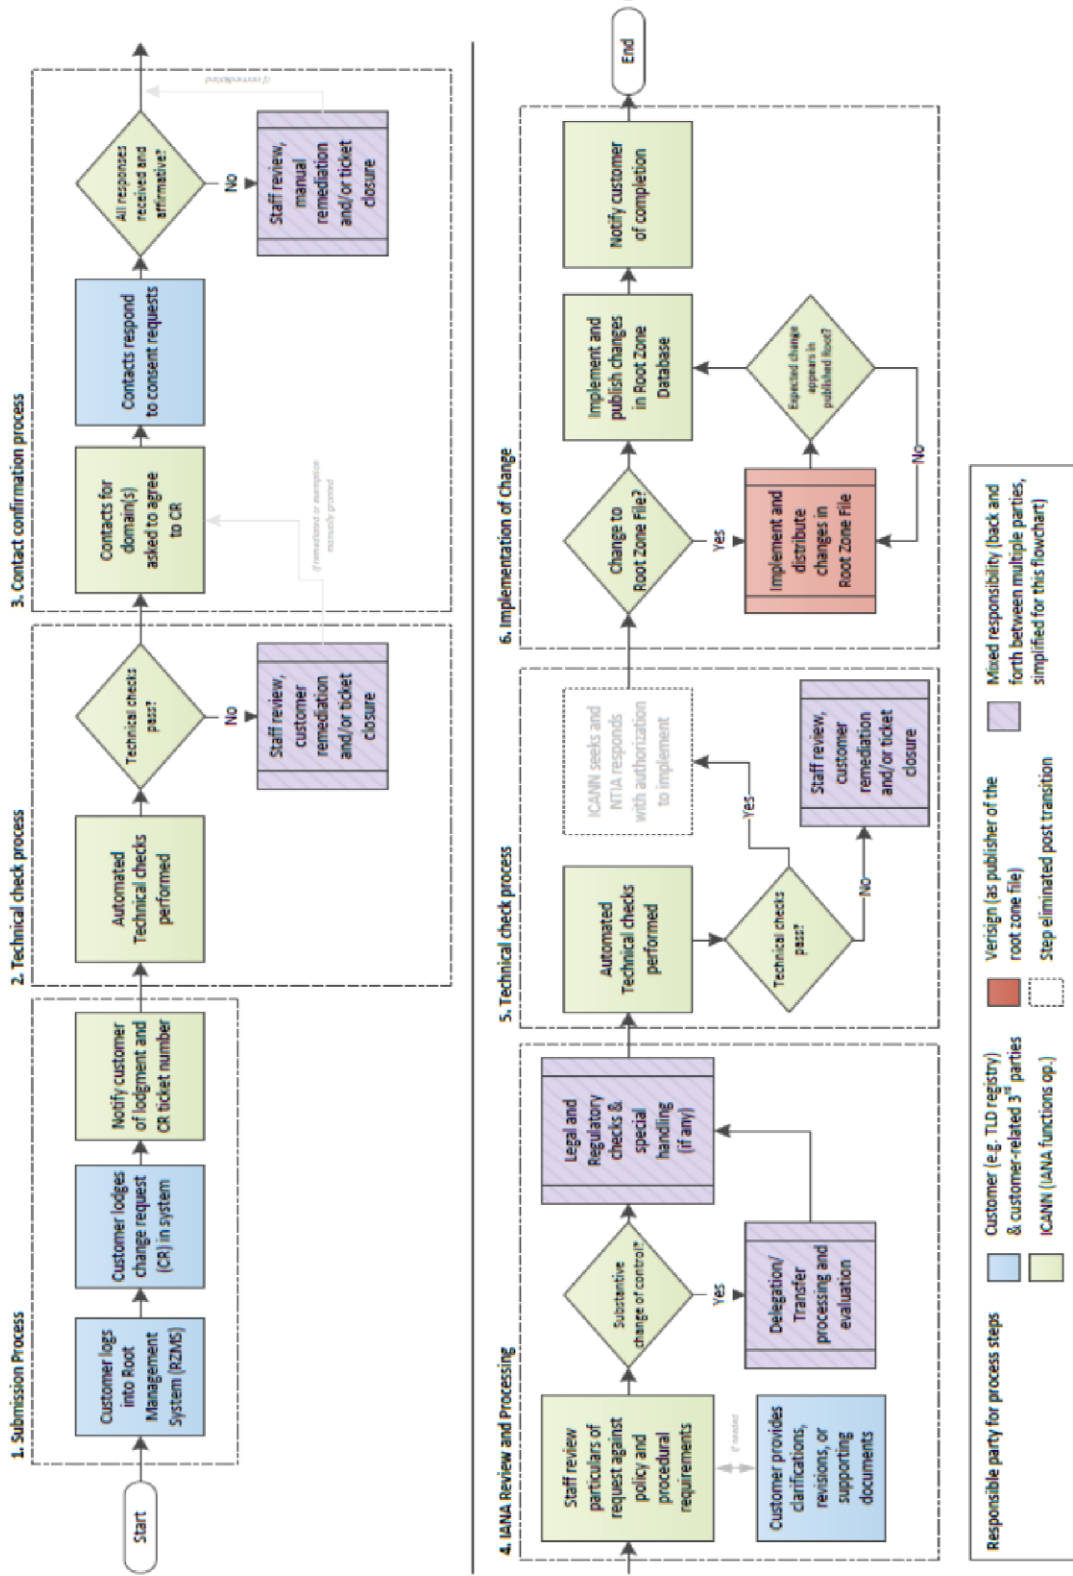 1. Submission Process
Start
Customer logs
into Root
Management
System (RZMS)
Customer lodges
change request
(CR) in system
Notify customer
of lodgment and
CR ticket number
2. Technical check process
Automated
Technical checks
performed
Technical checks
pass?
No
Staff review,
customer
remediation
and/or ticket
closure
If remediated or exemption
manually granted
3. Contact confirmation process
Contacts for
domain(s)
asked to agree
to CR
Contacts respond
to consent requests
All responses
received and
affirmative?
No
Staff review,
manual
remediation
and/or ticket
closure
If remediated
4. IANA Review and Processing
Staff review
particulars of
request against
policy and
procedural
requirements
If needed
Customer provides
clarifications,
revisions, or
supporting
documents
Substantive
change of control?
Yes
Delegation/
Transfer
processing and
evaluation
Legal and
Regulatory
checks &
special
handling
(if any)
5. Technical check process
Automated
Technical checks
performed
Technical checks
pass?
Yes
No
ICANN seeks and
NTIA responds
with authorization
to implement
Staff review,
customer
remediation
and/or ticket
closure
6. Implementation of Change
Change to
Root Zone File?
Yes
Implement and
distribute
changes in
Root Zone File
Expected change
appears in
published Root?
No
Implement and
publish changes
in Root Zone
Database
Notify customer
of completion
End
Responsible party for process steps
Customer (e.g. TLD registry)
& customer-related 3rd parties
ICANN (IANA functions op.)
Verisign (as publisher of the
root zone file)
Step eliminated post transition
Mixed responsibility (back and
forth between multiple parties,
simplified for this flowchart)